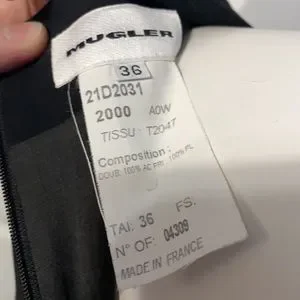 MUGLER
36
21D2031
2000 A0W
TISSU: T2047
Composition:
DOUB: 100% AC PRI: 100% PL
TAI: 36 FS.
N° OF: 04309
MADE IN FRANCE